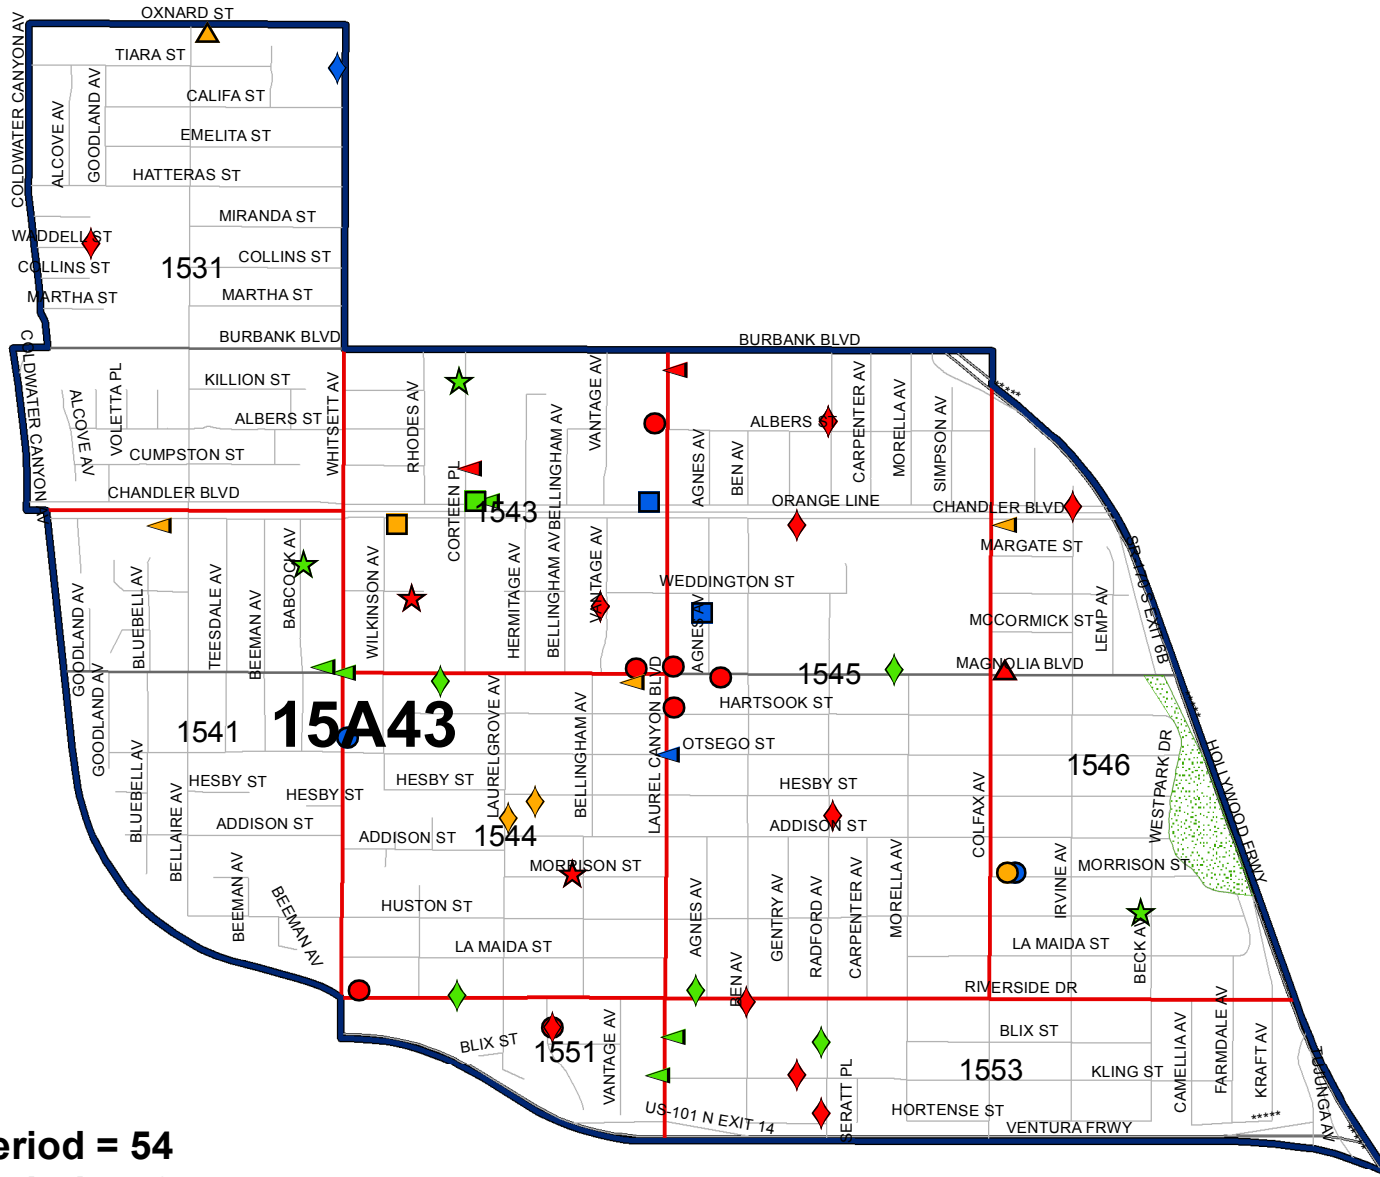 OXNARD ST
COLDWATER CANYON AV
TIARA ST
CALIFA ST
ALCOVE AV
GOODLAND AV
EMELITA ST
HATTERAS ST
MIRANDA ST
WADDELL ST
COLLINS ST
COLLINS ST
1531
MARTHA ST
MARTHA ST
BURBANK BLVD
BURBANK BLVD
COLDWATER CANYON AV
ALCOVE AV
VOLETTA PL
KILLION ST
ALBERS ST
CUMPSTON ST
CHANDLER BLVD
WHITSETT AV
RHODES AV
CORTEEN PL
BELLINGHAM AV
VANTAGE AV
AGNES AV
BEN AV
ALBERS ST
CARPENTER AV
MORELLA AV
SIMPSON AV
ORANGE LINE
CHANDLER BLVD
1543
*****
GOODLAND AV
BLUEBELL AV
TEESDALE AV
BEEMAN AV
BABCOCK AV
WILKINSON AV
HERMITAGE AV
BELLINGHAM AV
VANTAGE AV
WEDDINGTON ST
AGNES AV
MARGATE ST
MCCORMICK ST
LEMP AV
SR-170 S EXIT 6B
MAGNOLIA BLVD
1545
HARTSOOK ST
OTSEGO ST
GOODLAND AV
1541
15A43
LAURELGROVE AV
BELLINGHAM AV
LAUREL CANYON BLVD
*****
HOLLYWOOD FRWY
WESTPARK DR
1546
BLUEBELL AV
BELLAIRE AV
HESBY ST
HESBY ST
HESBY ST
HESBY ST
ADDISON ST
ADDISON ST
ADDISON ST
1544
COLFAX AV
MORRISON ST
MORRISON ST
IRVINE AV
BEEMAN AV
BEEMAN AV
HUSTON ST
LA MAIDA ST
AGNES AV
BEN AV
GENTRY AV
RADFORD AV
CARPENTER AV
MORELLA AV
LA MAIDA ST
BECK AV
RIVERSIDE DR
BLIX ST
1551
VANTAGE AV
BLIX ST
1553
KLING ST
SERATT PL
HORTENSE ST
CAMELLIA AV
FARMDALE AV
KRAFT AV
TUJUNGA AV
US-101 N EXIT 14
VENTURA FRWY
*****
*****
eriod = 54